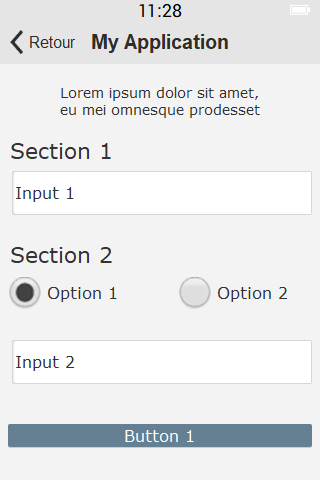 11:28
Retour My Application
Lorem ipsum dolor sit amet,
eu mei omnesque prodesset
Section 1
Input 1
Section 2
Option 1 Option 2
Input 2
Button 1